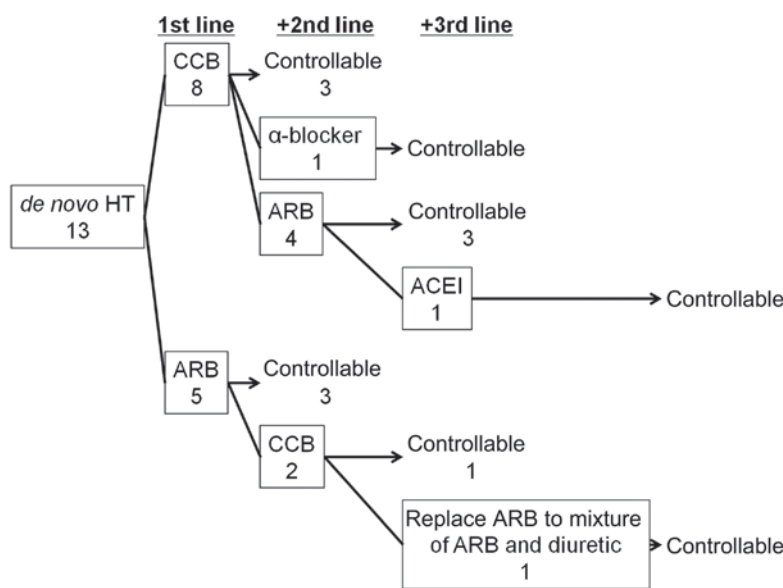 1st line +2nd line +3rd line
CCB
8
Controllable
3
α-blocker
1
Controllable
de novo HT
13
ARB
4
Controllable
3
ACEI
1
Controllable
ARB
5
Controllable
3
CCB
2
Controllable
1
Replace ARB to mixture
of ARB and diuretic
1
Controllable